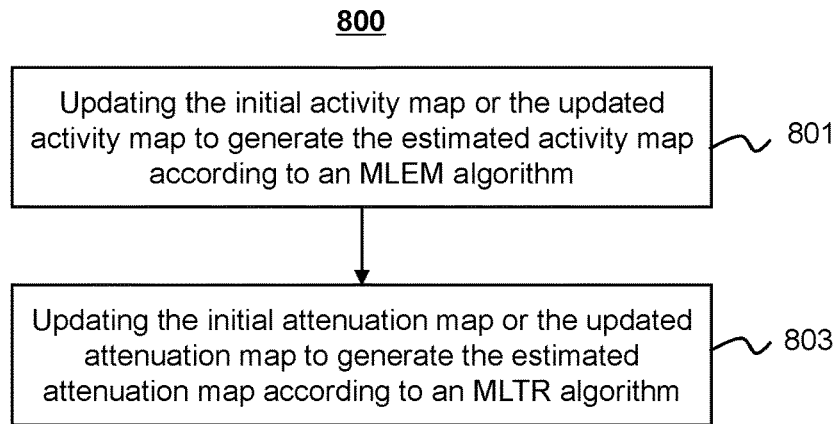 800
Updating the initial activity map or the updated
activity map to generate the estimated activity map
according to an MLEM algorithm
801
Updating the initial attenuation map or the updated
attenuation map to generate the estimated
attenuation map according to an MLTR algorithm
803